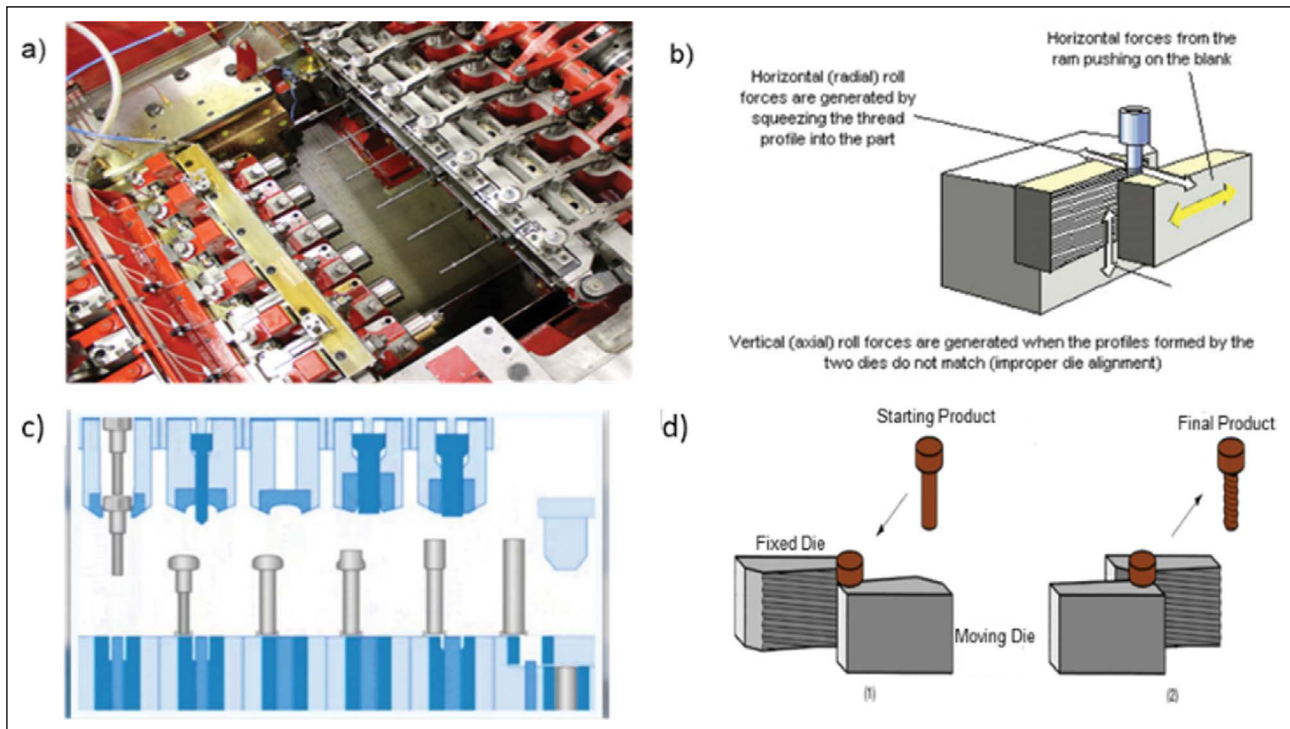 a)
b)
Horizontal (radial) roll
forces are generated by
squeezing the thread
profile into the part
Horizontal forces from the
ram pushing on the blank
Vertical (axial) roll forces are generated when the profiles formed by the
two dies do not match (improper die alignment)
c)
d)
Starting Product
Final Product
Fixed Die
Moving Die
(1)
(2)